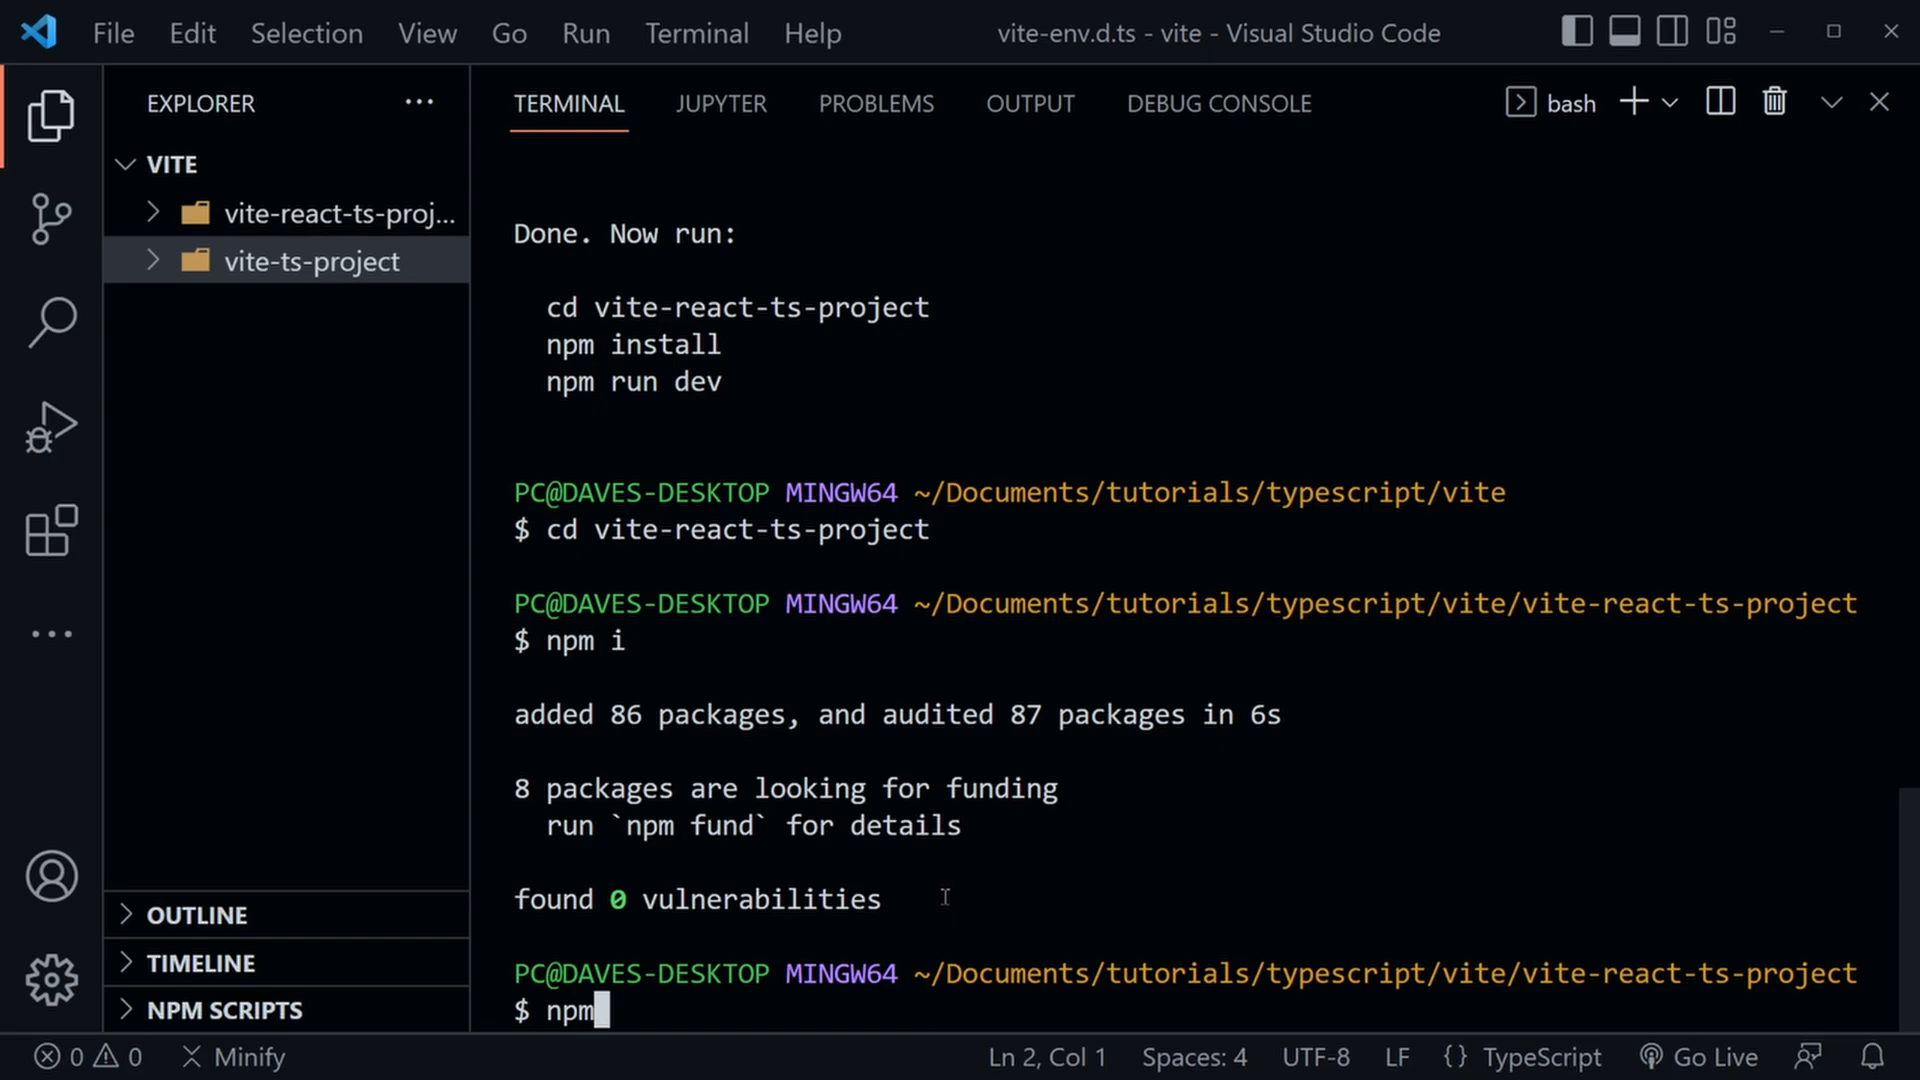 File Edit Selection View Go Run Terminal Help vite-env.d.ts - vite - Visual Studio Code
EXPLORER
VITE
vite-react-ts-proj...
vite-ts-project
OUTLINE
TIMELINE
NPM SCRIPTS
TERMINAL JUPYTER PROBLEMS OUTPUT DEBUG CONSOLE bash
Done. Now run:
cd vite-react-ts-project
npm install
npm run dev
PC@DAVES-DESKTOP MINGW64 ~/Documents/tutorials/typescript/vite
$ cd vite-react-ts-project
PC@DAVES-DESKTOP MINGW64 ~/Documents/tutorials/typescript/vite/vite-react-ts-project
$ npm i
added 86 packages, and audited 87 packages in 6s
8 packages are looking for funding
run `npm fund` for details
found 0 vulnerabilities
PC@DAVES-DESKTOP MINGW64 ~/Documents/tutorials/typescript/vite/vite-react-ts-project
$ npm
0 0 Minify Ln 2, Col 1 Spaces: 4 UTF-8 LF {} TypeScript Go Live